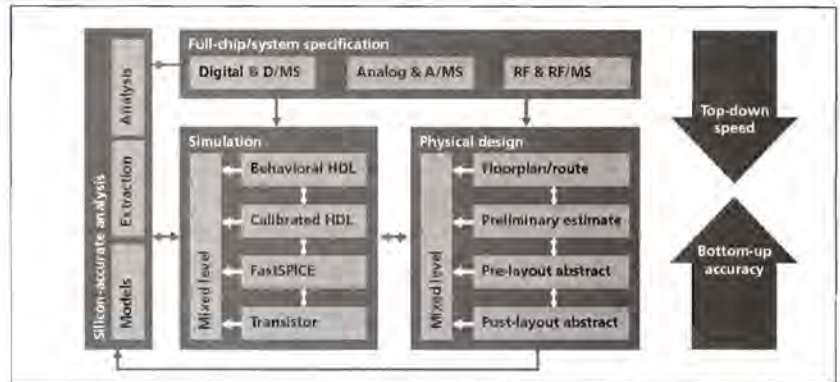 Full-chip/system specification
Digital & D/MS
Analog & A/MS
RF & RF/MS
Silicon-accurate analysis
Analysis
Extraction
Models
Simulation
Mixed level
Behavioral HDL
Calibrated HDL
FastSPICE
Transistor
Physical design
Mixed level
Floorplan/route
Preliminary estimate
Pre-layout abstract
Post-layout abstract
Top-down
speed
Bottom-up
accuracy